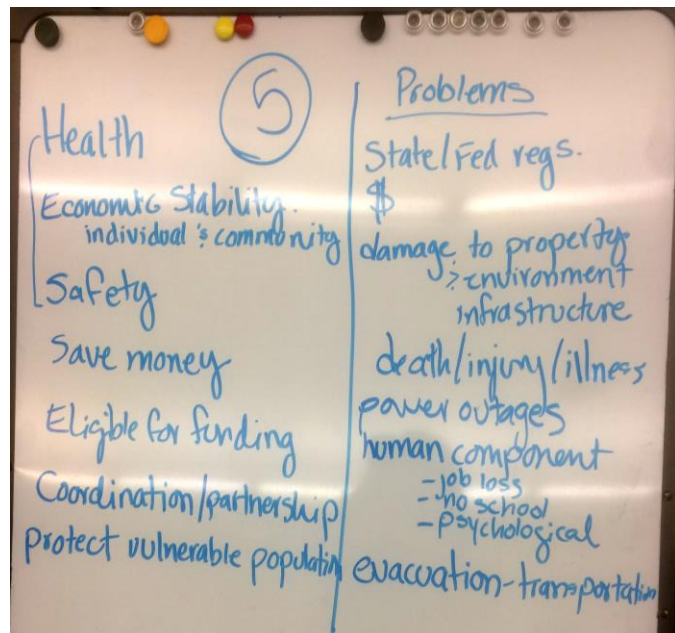 5
Health
Economic Stability.
individual & community
Safety
Save money
Eligible for funding
Coordination/partnership
protect vulnerable population
Problems
State/Fed regs.
$
damage to property
& environment
infrastructure
death/injury/illness
power outages
human component
- job loss
- no school
- psychological
evacuation-transportation